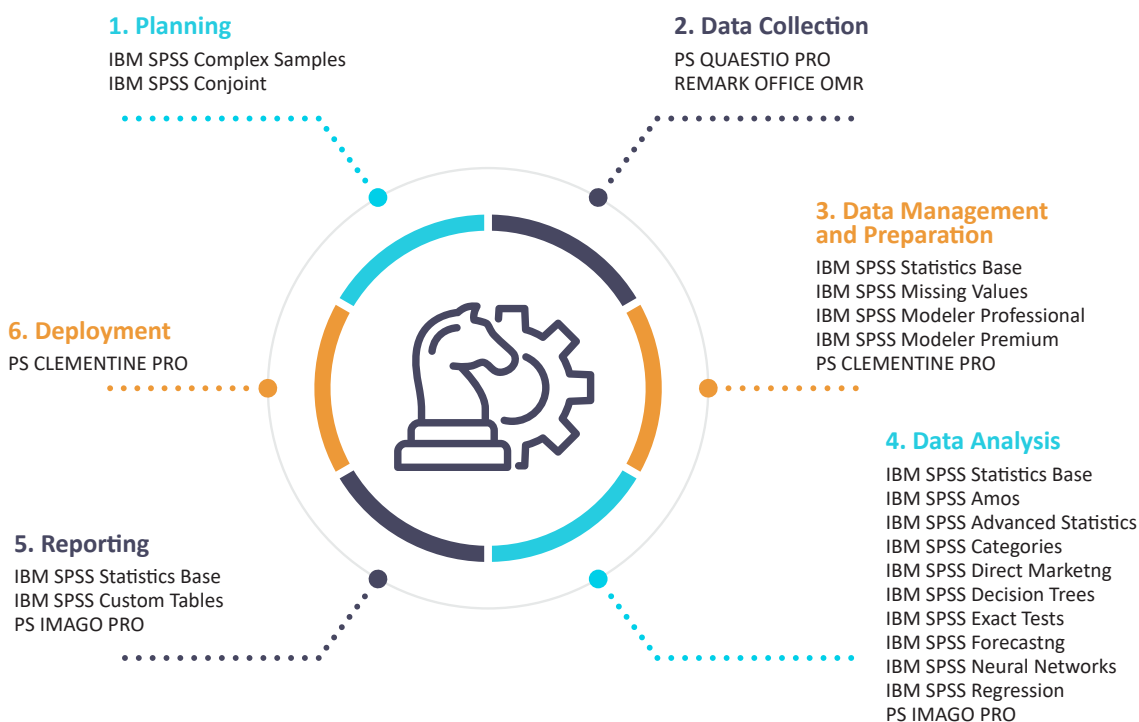 1. Planning
IBM SPSS Complex Samples
IBM SPSS Conjoint
2. Data Collection
PS QUAESTIO PRO
REMARK OFFICE OMR
3. Data Management
and Preparation
IBM SPSS Statistics Base
IBM SPSS Missing Values
IBM SPSS Modeler Professional
IBM SPSS Modeler Premium
PS CLEMENTINE PRO
4. Data Analysis
IBM SPSS Statistics Base
IBM SPSS Amos
IBM SPSS Advanced Statistics
IBM SPSS Categories
IBM SPSS Direct Marketng
IBM SPSS Decision Trees
IBM SPSS Exact Tests
IBM SPSS Forecastng
IBM SPSS Neural Networks
IBM SPSS Regression
PS IMAGO PRO
5. Reporting
IBM SPSS Statistics Base
IBM SPSS Custom Tables
PS IMAGO PRO
6. Deployment
PS CLEMENTINE PRO